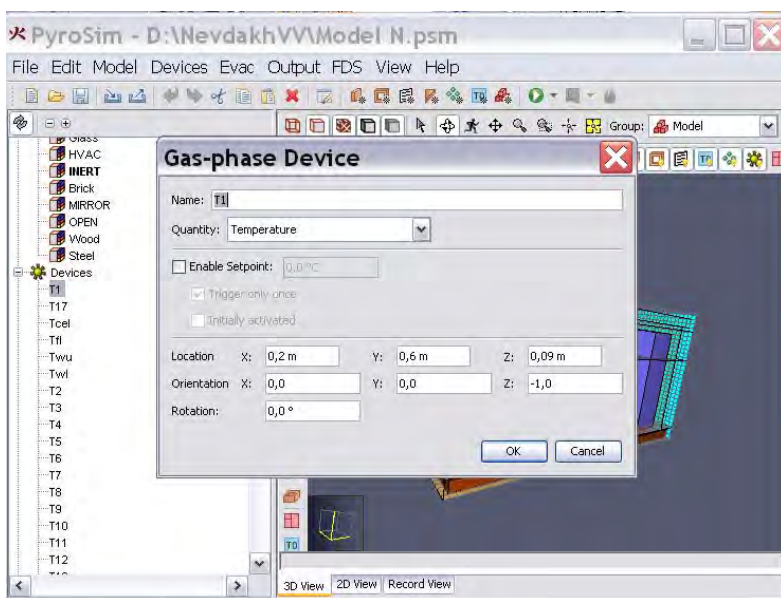 PyroSim - D:\NevdakhVV\Model N.psm
File Edit Model Devices Evac Output FDS View Help
Group: Model
Glass
HVAC
INERT
Brick
MIRROR
OPEN
Wood
Steel
Devices
T1
T17
Tcel
Tfl
Twu
Twl
T2
T3
T4
T5
T6
T7
T8
T9
T10
T11
T12
Gas-phase Device
Name: T1
Quantity: Temperature
Enable Setpoint: 0.0 °C
Trigger only once
Initially activated
Location X: 0,2 m Y: 0,6 m Z: 0,09 m
Orientation X: 0,0 Y: 0,0 Z: -1,0
Rotation: 0,0 °
OK Cancel
3D View 2D View Record View